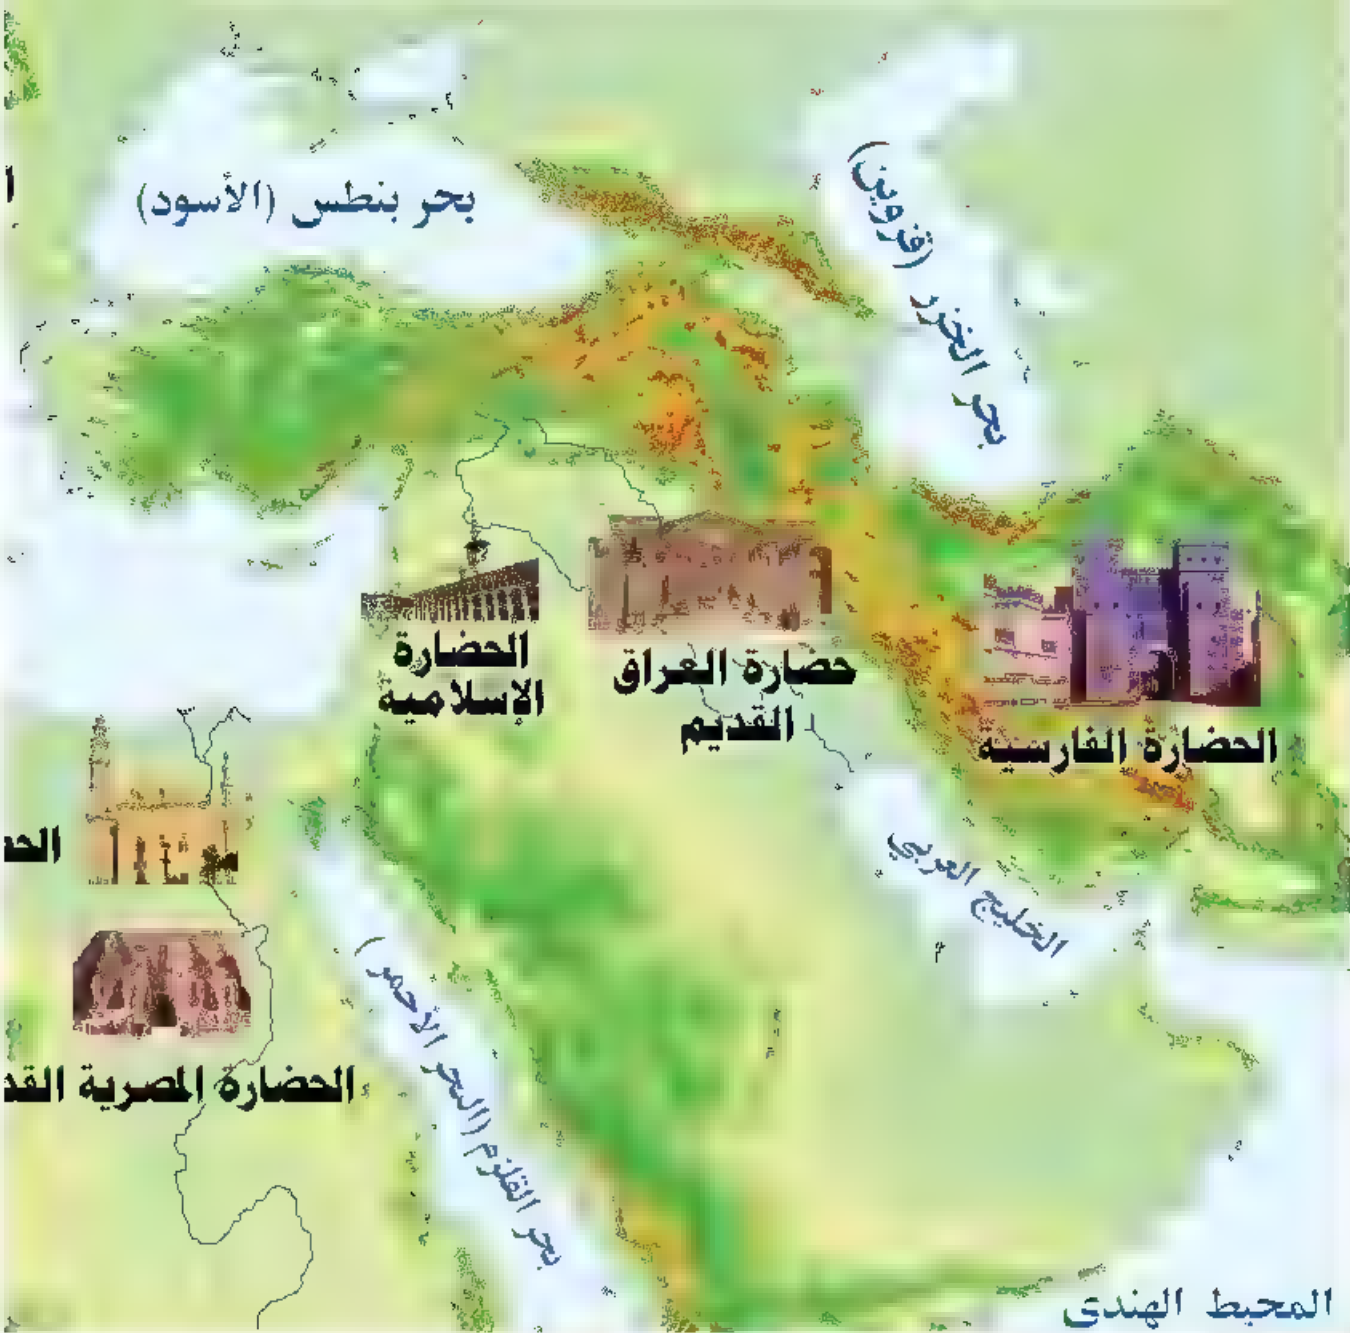 بحر بنطس (الأسود)
بحر الخزر (قزوين)
الحضارة
الإسلامية
حضارة العراق
القديم
الحضارة الفارسية
الخليج العربي
الحضارة المصرية
بحر القلزم (البحر الأحمر)
المحيط الهندى